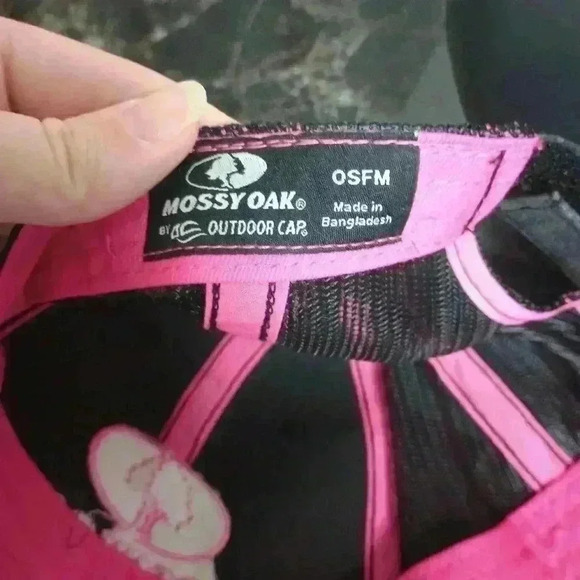 MOSSY OAK®
BY OUTDOOR CAP®
OSFM
Made in
Bangladesh